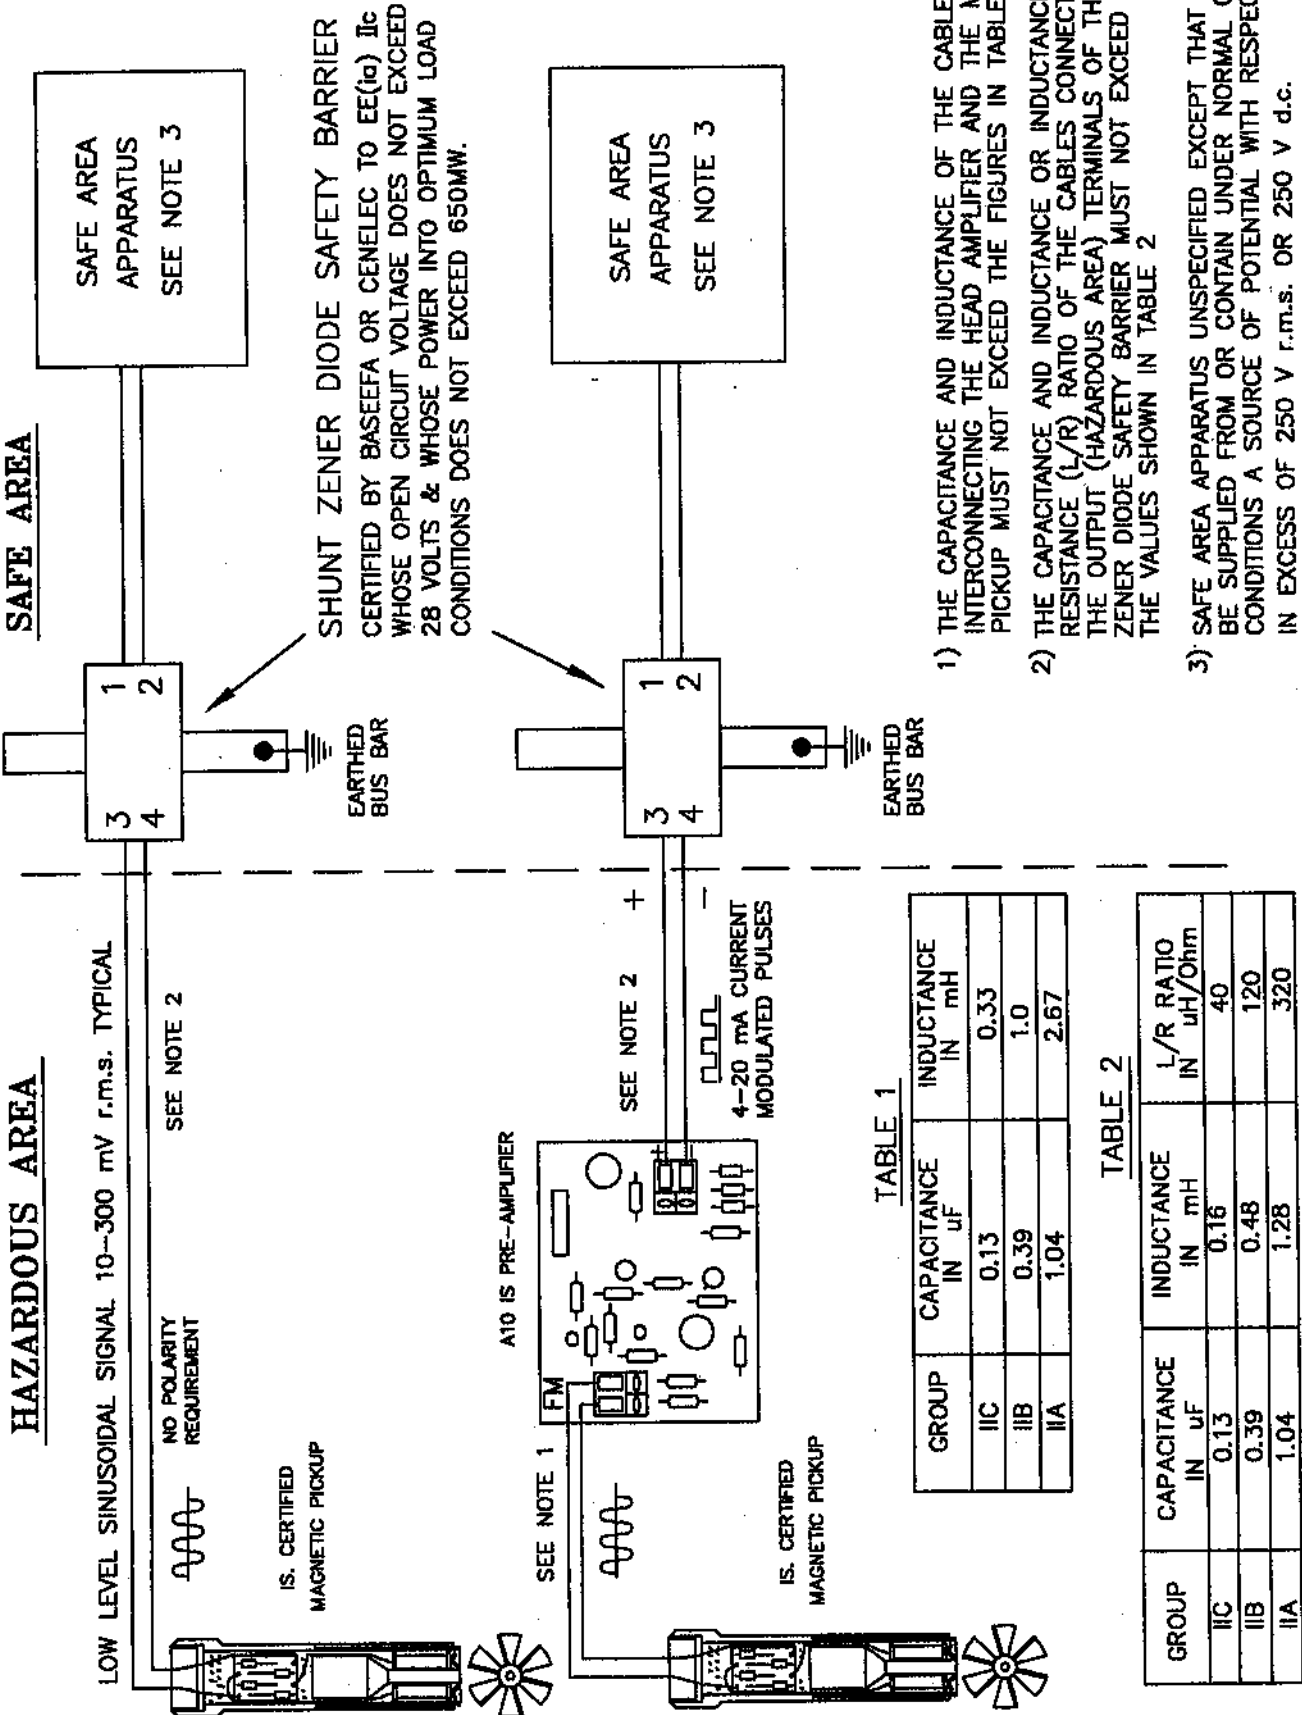 HAZARDOUS AREA
SAFE AREA
LOW LEVEL SINUSOIDAL SIGNAL 10-300 mV r.m.s. TYPICAL
NO POLARITY
REQUIREMENT
SEE NOTE 2
IS. CERTIFIED
MAGNETIC PICKUP
3
4
1
2
EARTHED
BUS BAR
SAFE AREA
APPARATUS
SEE NOTE 3
SHUNT ZENER DIODE SAFETY BARRIER
CERTIFIED BY BASEEFA OR CENELEC TO EE(ia) IIc
WHOSE OPEN CIRCUIT VOLTAGE DOES NOT EXCEED
28 VOLTS & WHOSE POWER INTO OPTIMUM LOAD
CONDITIONS DOES NOT EXCEED 650MW.
A10 IS PRE-AMPLIFIER
SEE NOTE 1
FM
+
-
SEE NOTE 2
+
-
4-20 mA CURRENT
MODULATED PULSES
IS. CERTIFIED
MAGNETIC PICKUP
3
4
1
2
EARTHED
BUS BAR
SAFE AREA
APPARATUS
SEE NOTE 3
TABLE 1
GROUP CAPACITANCE IN uF INDUCTANCE IN mH
IIC 0.13 0.33
IIB 0.39 1.0
IIA 1.04 2.67
TABLE 2
GROUP CAPACITANCE IN uF INDUCTANCE IN mH L/R RATIO IN uH/Ohm
IIC 0.13 0.16 40
IIB 0.39 0.48 120
IIA 1.04 1.28 320
1) THE CAPACITANCE AND INDUCTANCE OF THE CABLE
INTERCONNECTING THE HEAD AMPLIFIER AND THE
PICKUP MUST NOT EXCEED THE FIGURES IN TABLE
2) THE CAPACITANCE AND INDUCTANCE OR INDUCTANCE
RESISTANCE (L/R) RATIO OF THE CABLES CONNECT
THE OUTPUT (HAZARDOUS AREA) TERMINALS OF TH
ZENER DIODE SAFETY BARRIER MUST NOT EXCEED
THE VALUES SHOWN IN TABLE 2
3) SAFE AREA APPARATUS UNSPECIFIED EXCEPT THAT
BE SUPPLIED FROM OR CONTAIN UNDER NORMAL
CONDITIONS A SOURCE OF POTENTIAL WITH RESPEC
IN EXCESS OF 250 V r.m.s. OR 250 V d.c.